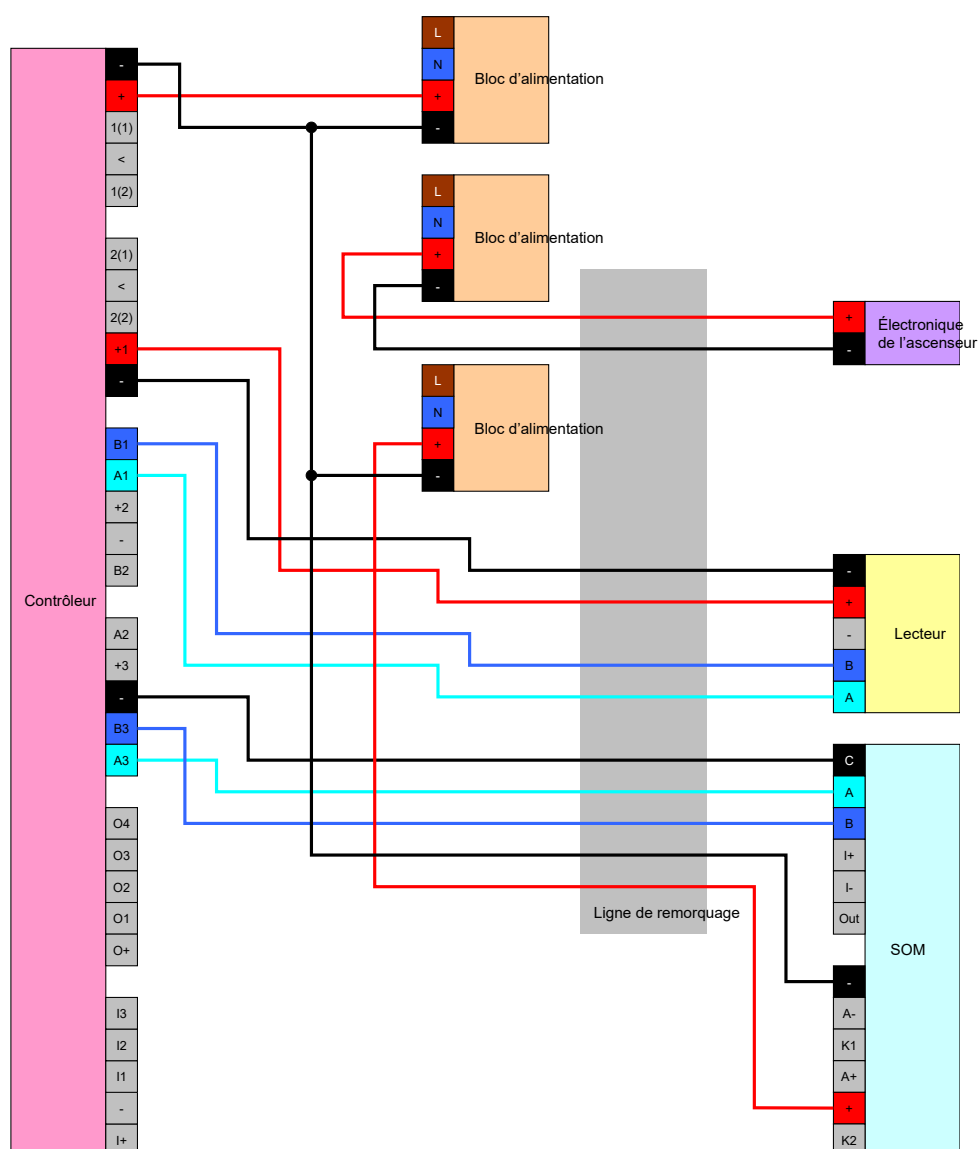 Contrôleur
-
+
1(1)
<
1(2)
2(1)
<
2(2)
+1
-
B1
A1
+2
-
B2
A2
+3
-
B3
A3
O4
O3
O2
O1
O+
I3
I2
I1
-
I+
L
N
+
-
Bloc d’alimentation
L
N
+
-
Bloc d’alimentation
L
N
+
-
Bloc d’alimentation
Ligne de remorquage
+
-
Électronique
de l’ascenseur
-
+
-
B
A
Lecteur
C
A
B
I+
I-
Out
-
A-
K1
A+
+
K2
SOM